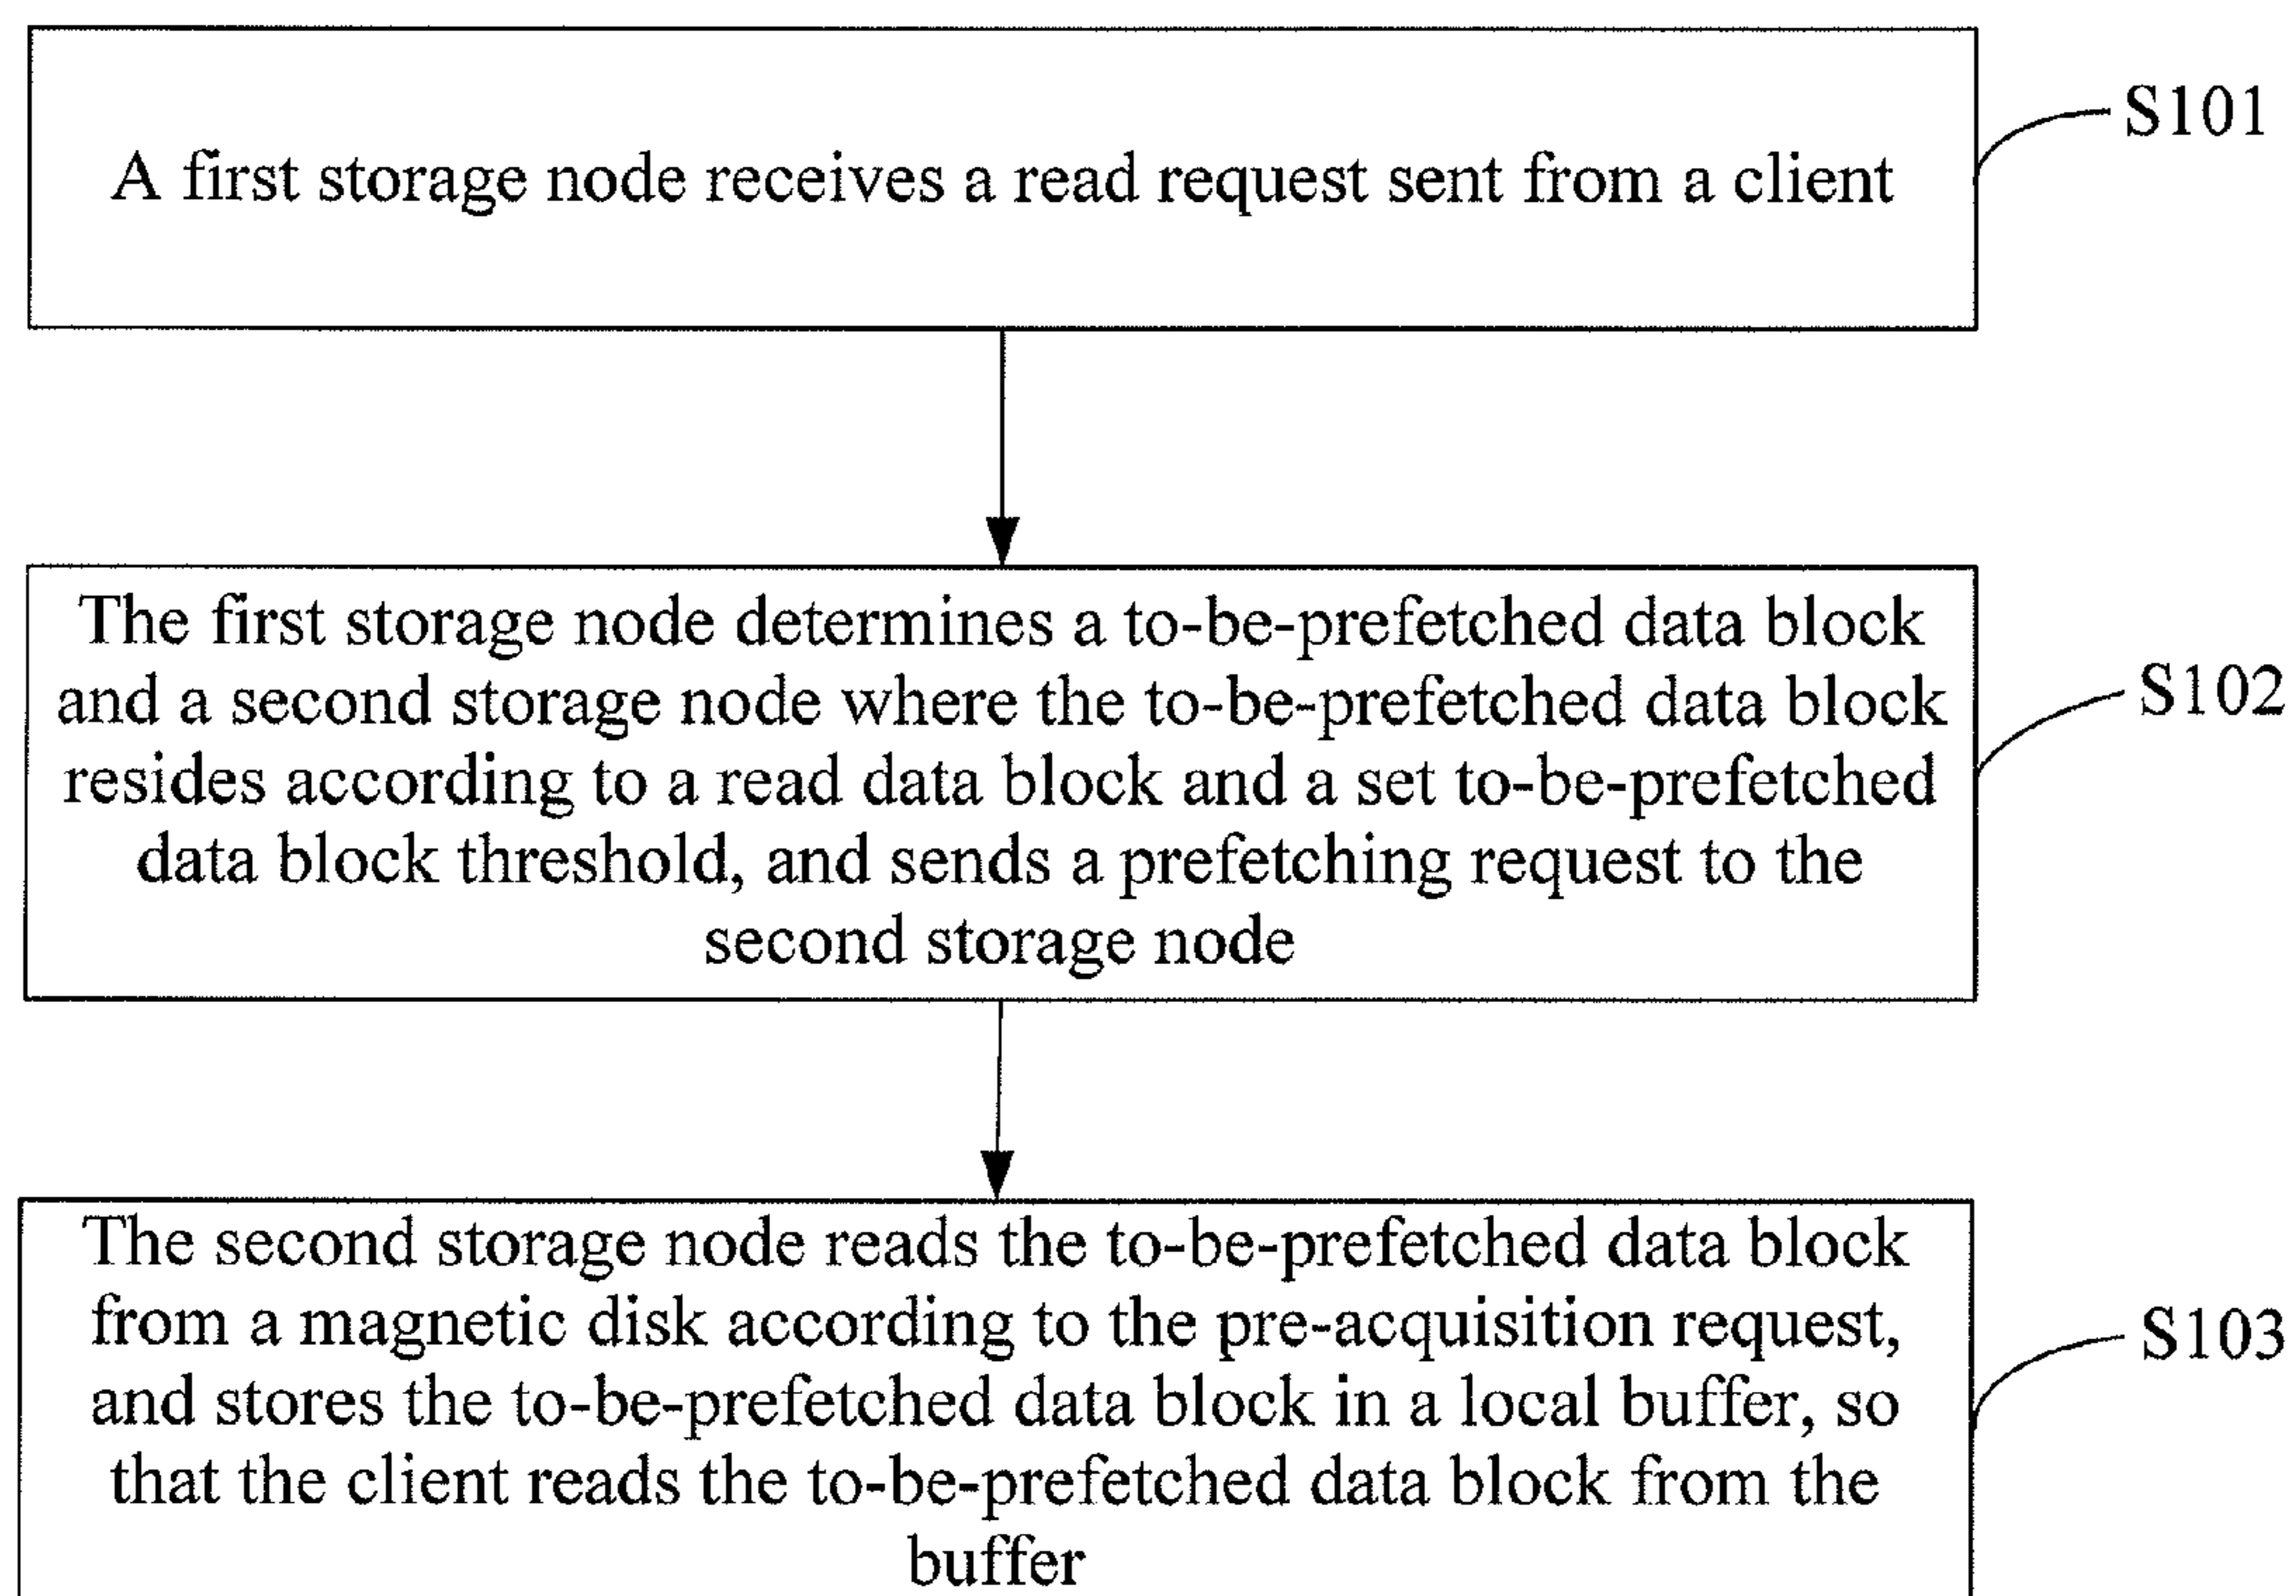 A first storage node receives a read request sent from a client
S101
The first storage node determines a to-be-prefetched data block
and a second storage node where the to-be-prefetched data block
resides according to a read data block and a set to-be-prefetched
data block threshold, and sends a prefetching request to the
second storage node
S102
The second storage node reads the to-be-prefetched data block
from a magnetic disk according to the pre-acquisition request,
and stores the to-be-prefetched data block in a local buffer, so
that the client reads the to-be-prefetched data block from the
buffer
S103